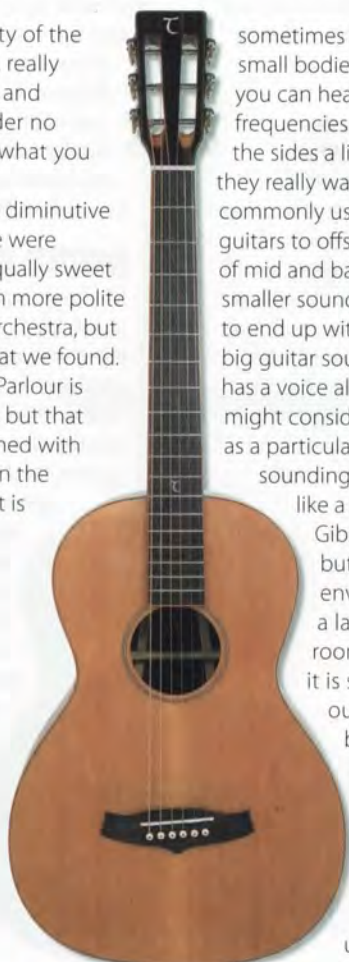 ty of the
really
and
der no
what you
diminutive
e were
qually sweet
n more polite
rchestra, but
at we found.
Parlour is
but that
ned with
n the
t is
sometimes
small bodies
you can hea
frequencies
the sides a li
they really wa
commonly us
guitars to offs
of mid and ba
smaller sound
to end up wit
big guitar sou
has a voice al
might consid
as a particula
sounding
like a
Gib
but
env
a la
room
it is s
ou
b
u